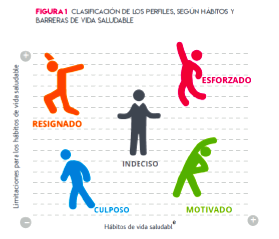 FIGURA 1 CLASIFICACIÓN DE LOS PERFILES, SEGÚN HÁBITOS Y
BARRERAS DE VIDA SALUDABLE
+
Limitaciones para los hábitos de vida saludable
ESFORZADO
RESIGNADO
INDECISO
CULPOSO
MOTIVADO
-
+
Hábitos de vida saludabl e